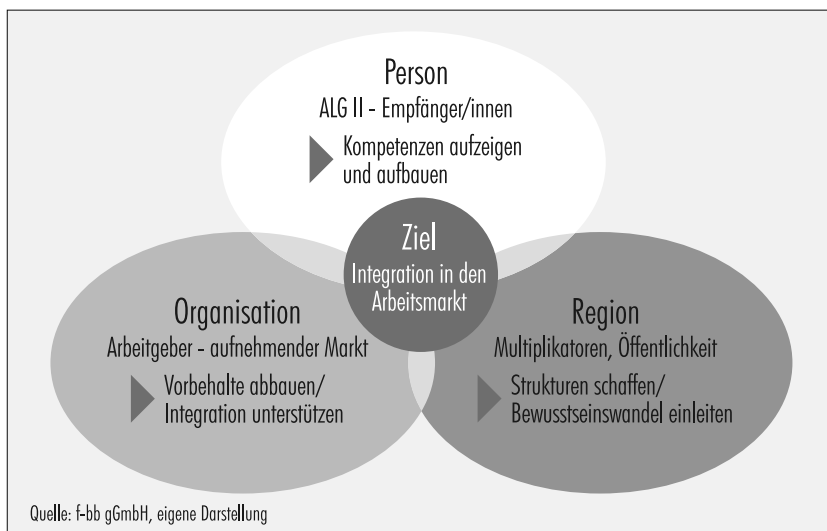 Person
ALG II - Empfänger/innen
Kompetenzen aufzeigen
und aufbauen
Ziel
Integration in den
Arbeitsmarkt
Organisation
Arbeitgeber - aufnehmender Markt
Vorbehalte abbauen/
Integration unterstützen
Region
Multiplikatoren, Öffentlichkeit
Strukturen schaffen/
Bewusstseinswandel einleiten
Quelle: f-bb gGmbH, eigene Darstellung